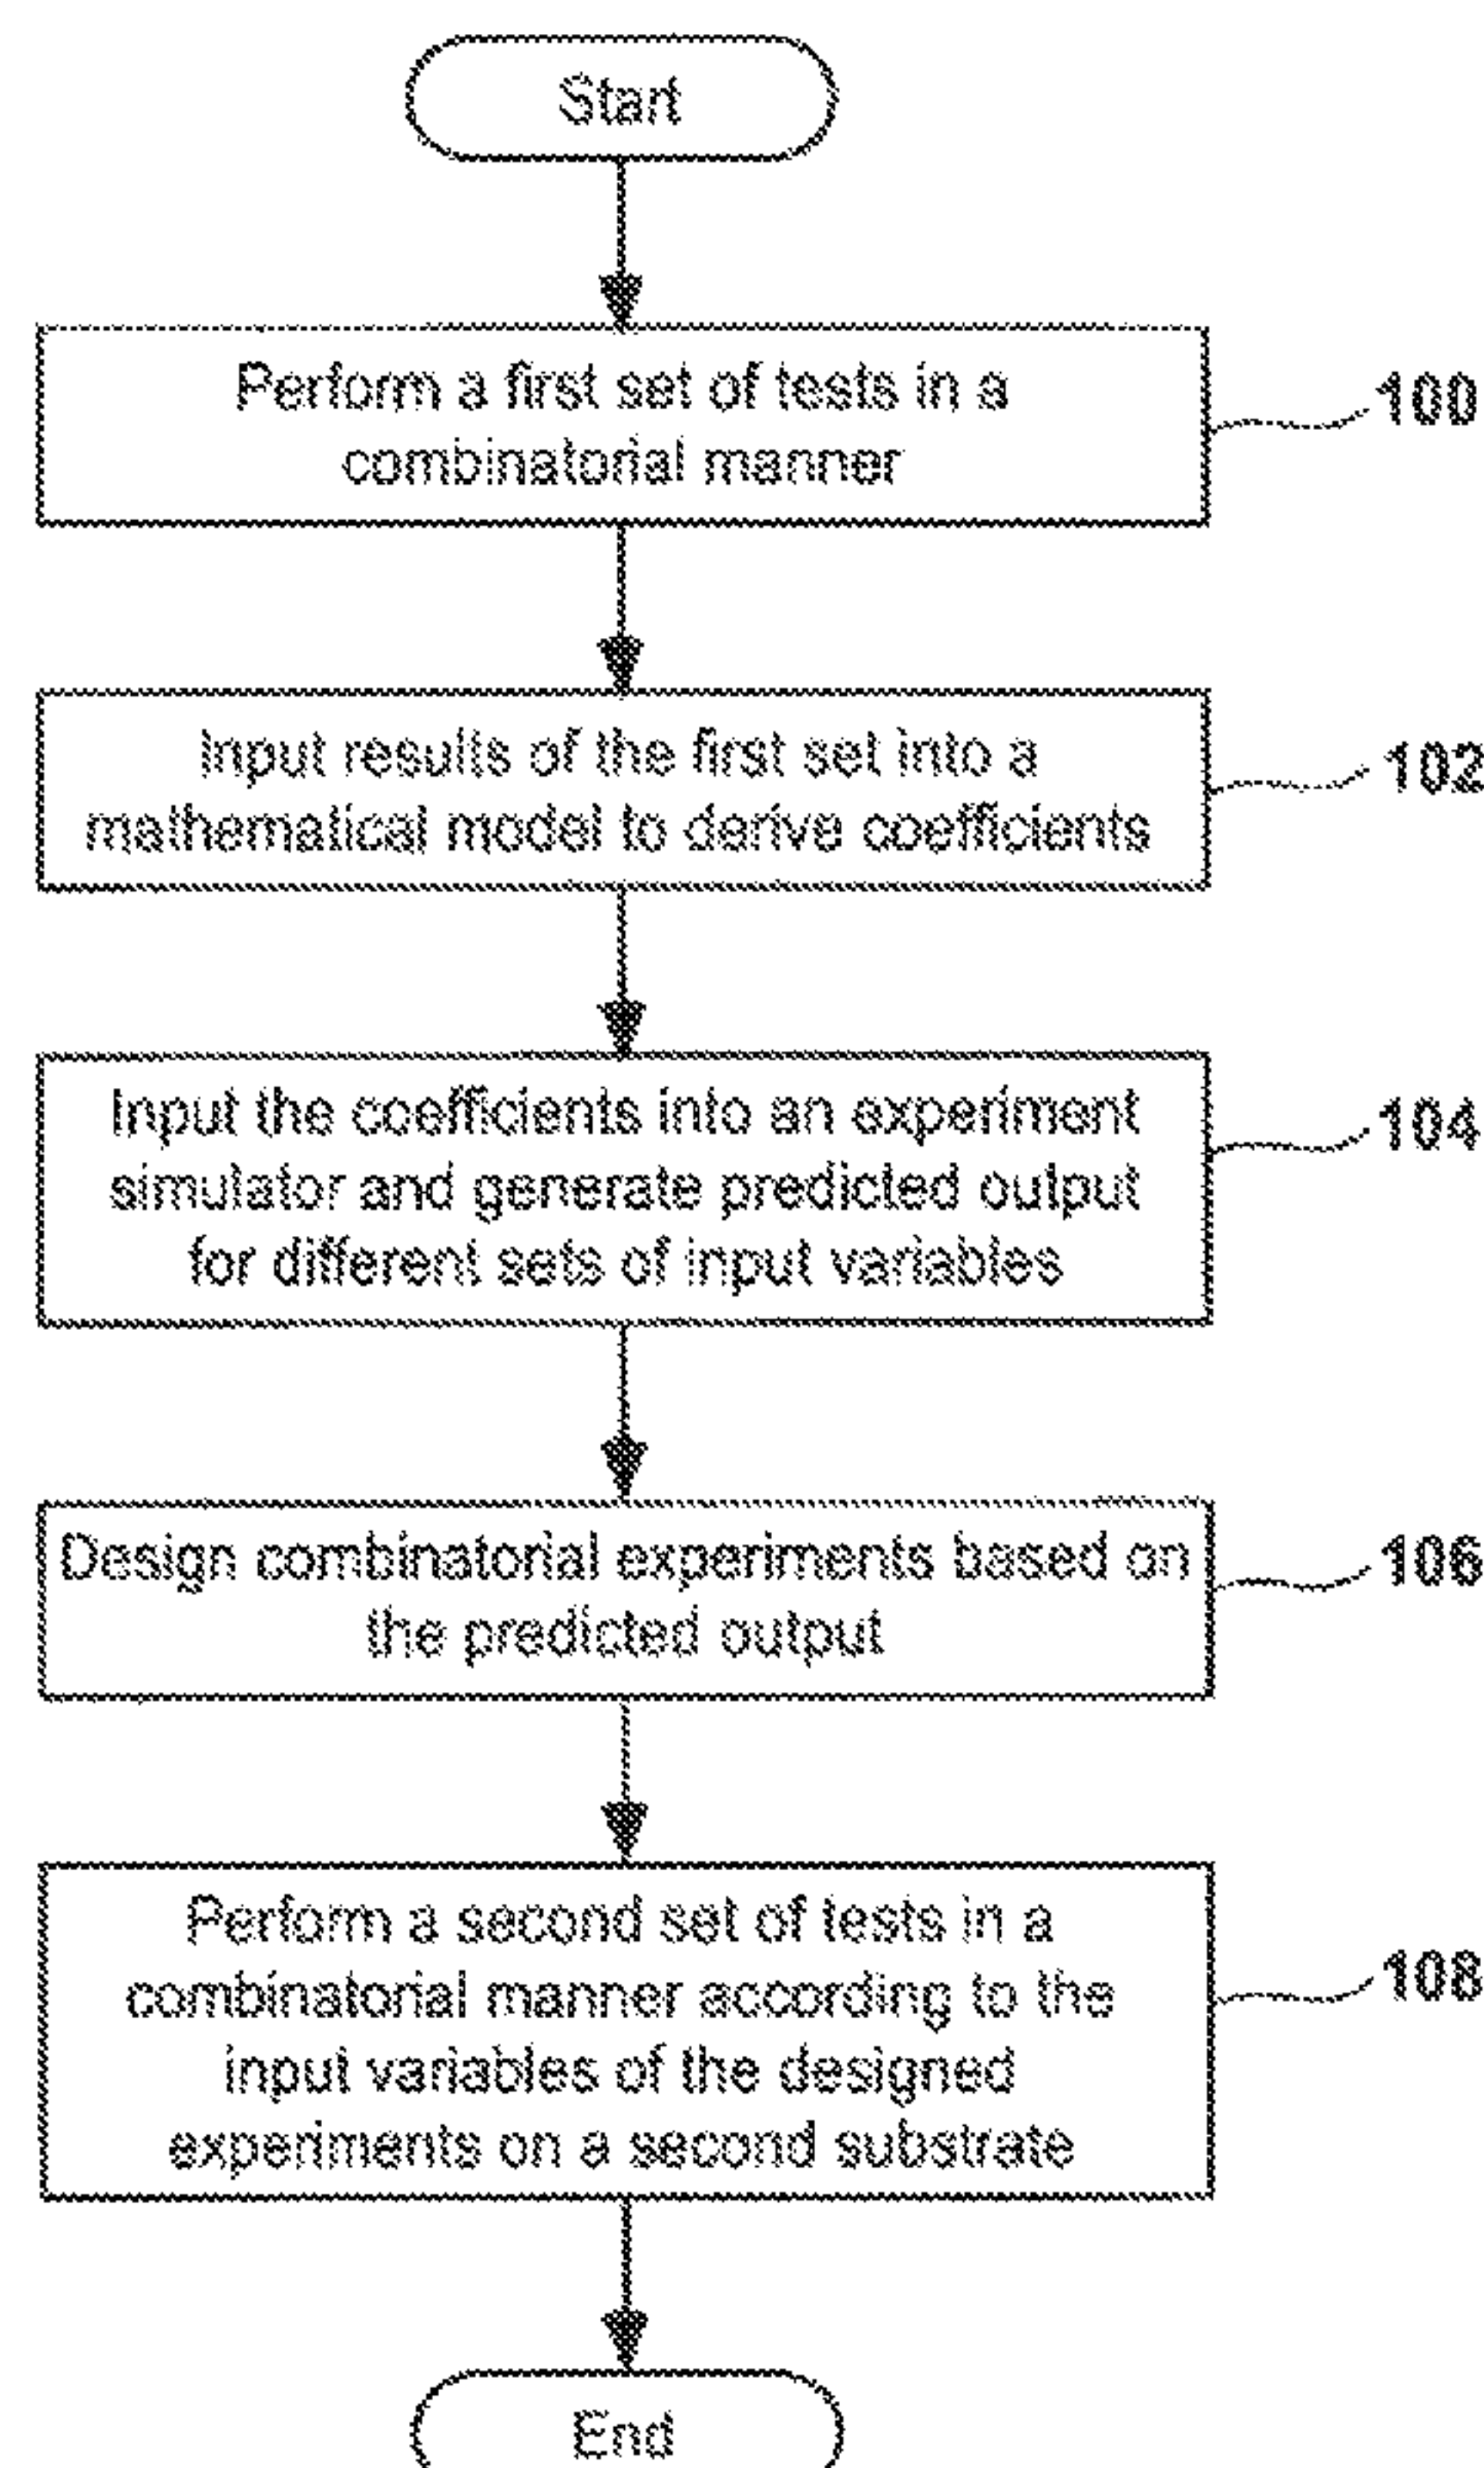 Start
Perform a first set of tests in a
combinatorial manner
100
Input results of the first set into a
mathematical model to derive coefficients
102
Input the coefficients into an experiment
simulator and generate predicted output
for different sets of input variables
104
Design combinatorial experiments based on
the predicted output
106
Perform a second set of tests in a
combinatorial manner according to the
input variables of the designed
experiments on a second substrate
108
End